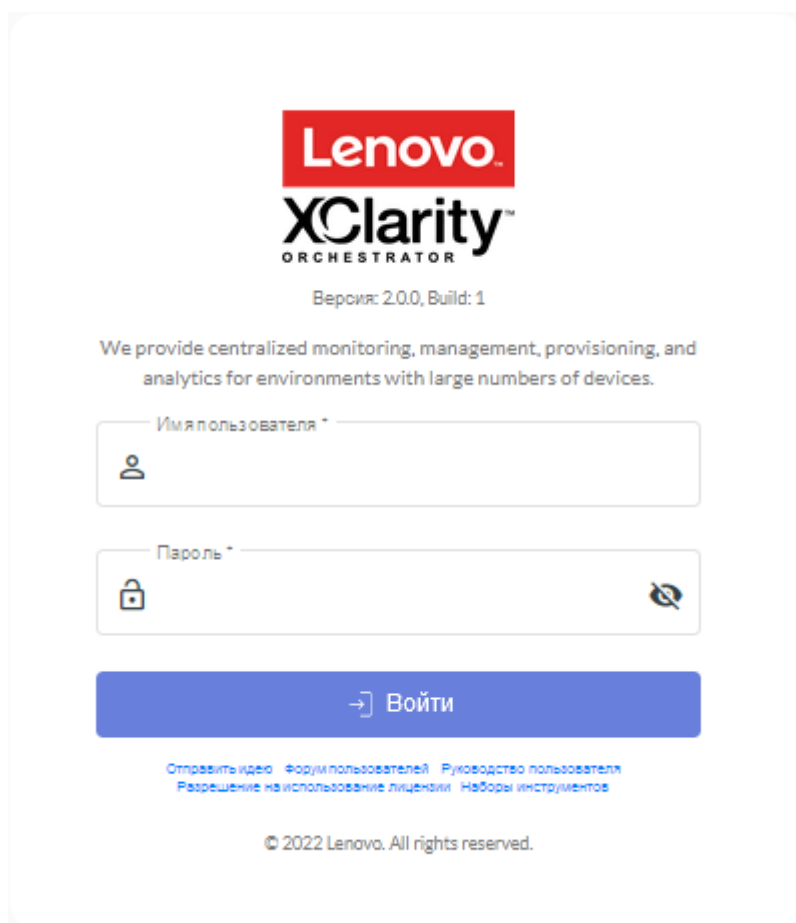 Lenovo™
XClarity™
ORCHESTRATOR
Версия: 2.0.0, Build: 1
We provide centralized monitoring, management, provisioning, and
analytics for environments with large numbers of devices.
Имя пользователя *
Пароль *
Войти
Отправить идею Форум пользователей Руководство пользователя
Разрешение на использование лицензии Наборы инструментов
© 2022 Lenovo. All rights reserved.